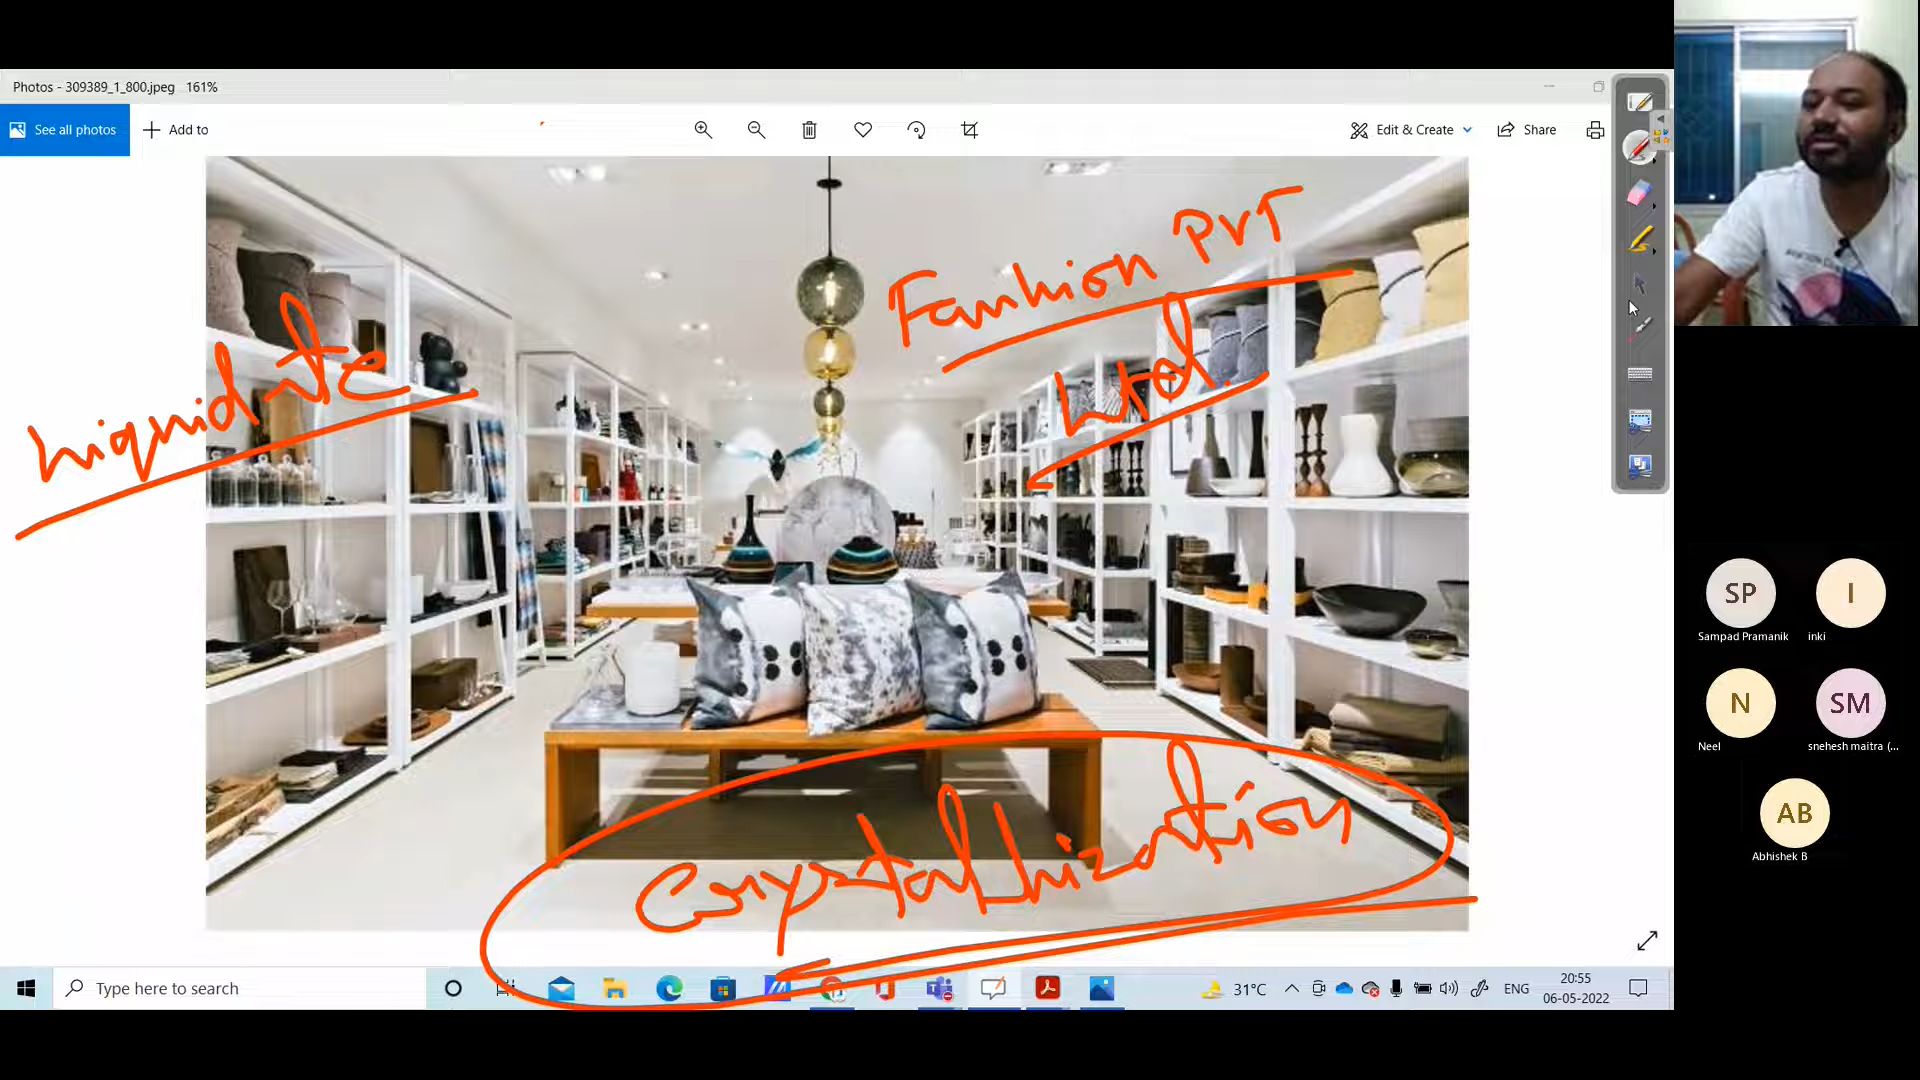 Photos - 309389_1_800.jpeg 161%
See all photos
Add to
Edit & Create
Share
Fashion PVT
Ltd.
Liquidate
Crystallization
SP
I
Sampad Pramanik
inki
N
SM
Neel
snehesh maitra (...
AB
Abhishek B
Type here to search
31°C
ENG
20:55
06-05-2022